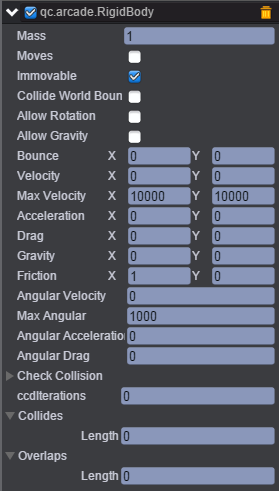 qc.arcade.RigidBody
Mass 1
Moves
Immovable
Collide World Boun
Allow Rotation
Allow Gravity
Bounce X 0 Y 0
Velocity X 0 Y 0
Max Velocity X 10000 Y 10000
Acceleration X 0 Y 0
Drag X 0 Y 0
Gravity X 0 Y 0
Friction X 1 Y 0
Angular Velocity 0
Max Angular 1000
Angular Acceleratio 0
Angular Drag 0
Check Collision
ccdIterations 0
Collides
Length 0
Overlaps
Length 0